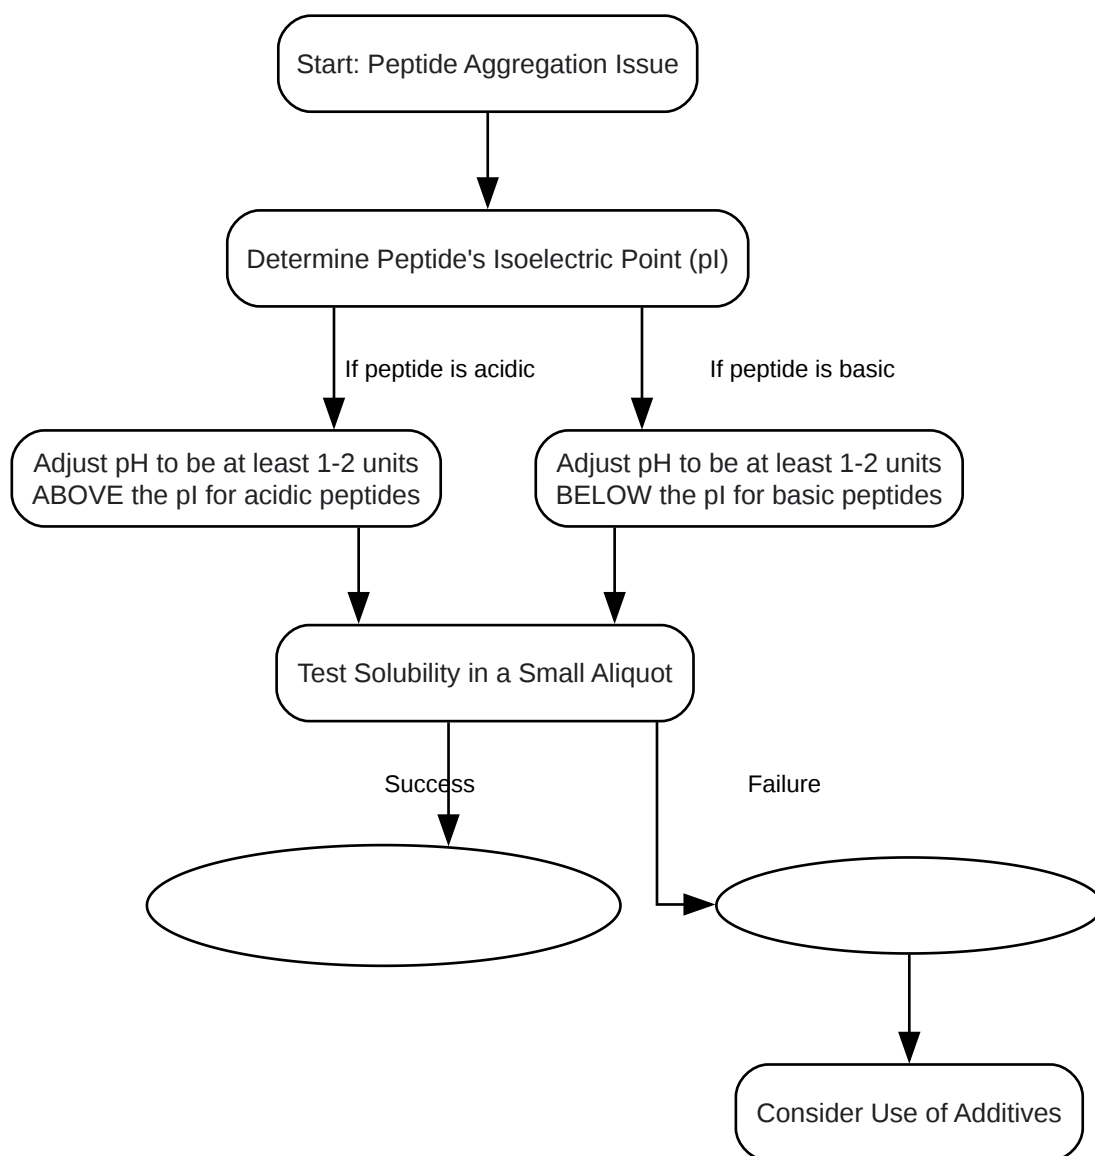 Start: Peptide Aggregation Issue
Determine Peptide's Isoelectric Point (pI)
If peptide is acidic
If peptide is basic
Adjust pH to be at least 1-2 units
ABOVE the pI for acidic peptides
Adjust pH to be at least 1-2 units
BELOW the pI for basic peptides
Test Solubility in a Small Aliquot
Success
Failure
Consider Use of Additives